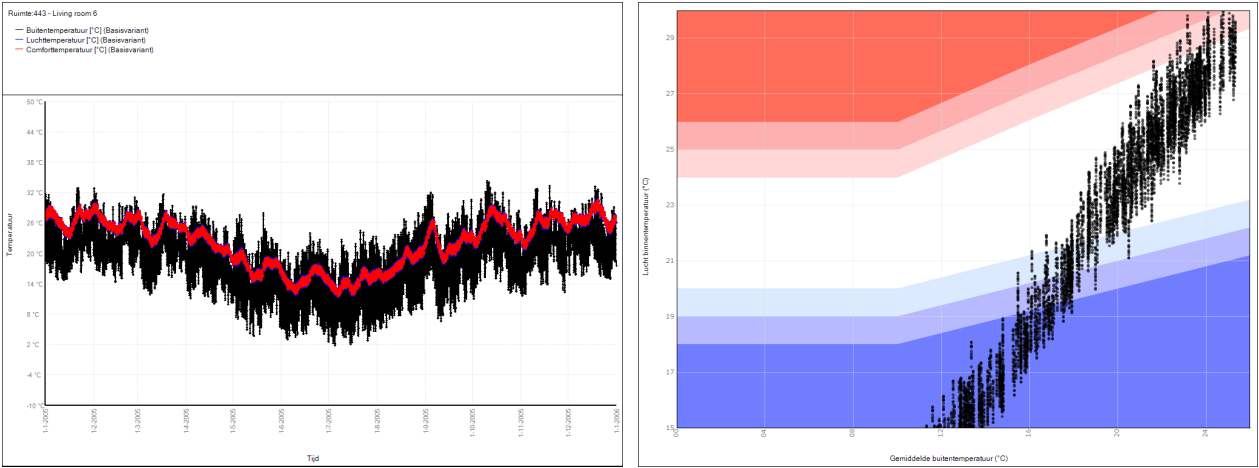 Ruimte:443 - Living room 6
Buitentemperatuur [°C] (Basisvariant)
Luchttemperatuur [°C] (Basisvariant)
Comforttemperatuur [°C] (Basisvariant)
50 °C
44 °C
38 °C
32 °C
26 °C
20 °C
14 °C
8 °C
2 °C
-4 °C
-10 °C
Temperatuur
1-1-2005
1-2-2005
1-3-2005
1-4-2005
1-5-2005
1-6-2005
1-7-2005
1-8-2005
1-9-2005
1-10-2005
1-11-2005
1-12-2005
1-1-2006
Tijd
29
27
25
23
21
19
17
15
Lucht binnentemperatuur (°C)
00
04
08
12
16
20
24
Gemiddelde buitentemperatuur (°C)